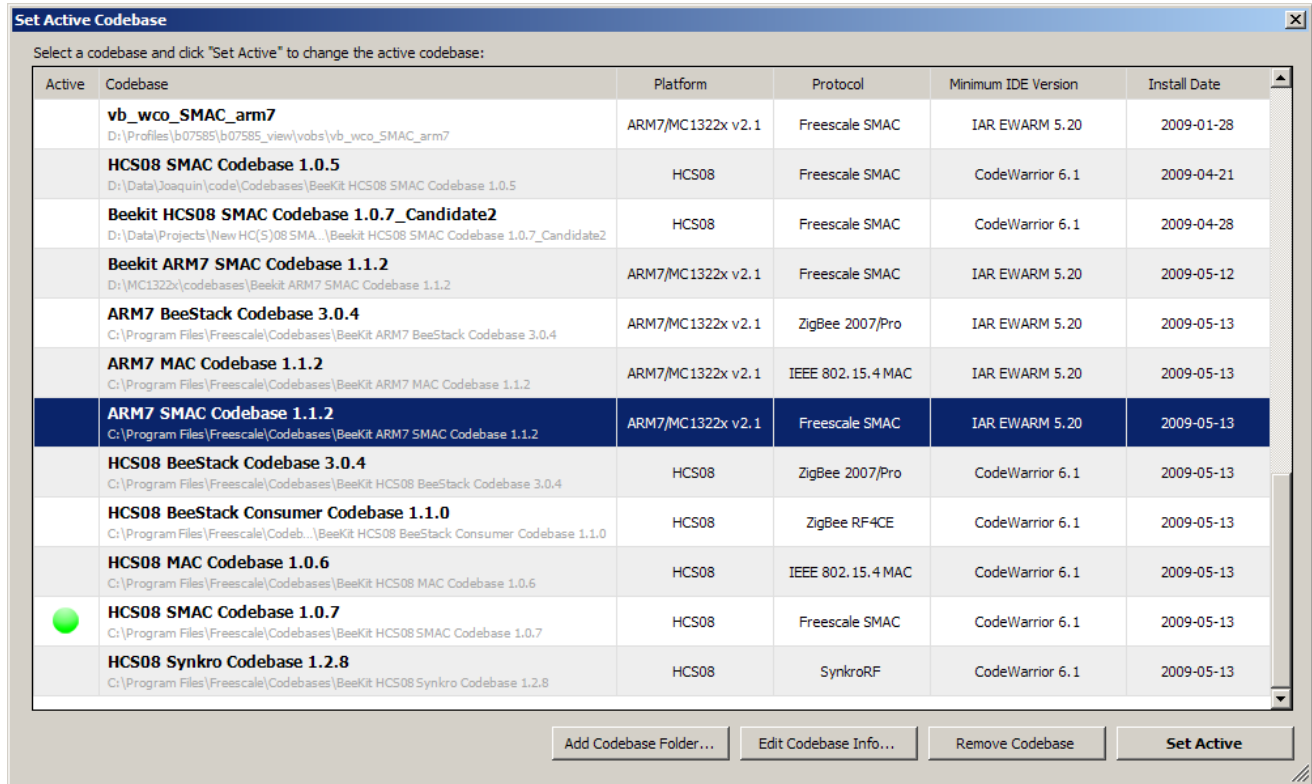 Set Active Codebase
Select a codebase and click "Set Active" to change the active codebase:
Active Codebase Platform Protocol Minimum IDE Version Install Date
vb_wco_SMAC_arm7
D:\Profiles\b07585\b07585_view\vobs\vb_wco_SMAC_arm7
ARM7/MC1322x v2.1 Freescale SMAC IAR EWARM 5.20 2009-01-28
HCS08 SMAC Codebase 1.0.5
D:\Data\Joaquin\code\Codebases\BeeKit HCS08 SMAC Codebase 1.0.5
HCS08 Freescale SMAC CodeWarrior 6.1 2009-04-21
Beekit HCS08 SMAC Codebase 1.0.7_Candidate2
D:\Data\Projects\New HC(S)08 SMA...\Beekit HCS08 SMAC Codebase 1.0.7_Candidate2
HCS08 Freescale SMAC CodeWarrior 6.1 2009-04-28
Beekit ARM7 SMAC Codebase 1.1.2
D:\MC1322x\codebases\Beekit ARM7 SMAC Codebase 1.1.2
ARM7/MC1322x v2.1 Freescale SMAC IAR EWARM 5.20 2009-05-12
ARM7 BeeStack Codebase 3.0.4
C:\Program Files\Freescale\Codebases\BeeKit ARM7 BeeStack Codebase 3.0.4
ARM7/MC1322x v2.1 ZigBee 2007/Pro IAR EWARM 5.20 2009-05-13
ARM7 MAC Codebase 1.1.2
C:\Program Files\Freescale\Codebases\BeeKit ARM7 MAC Codebase 1.1.2
ARM7/MC1322x v2.1 IEEE 802.15.4 MAC IAR EWARM 5.20 2009-05-13
ARM7 SMAC Codebase 1.1.2
C:\Program Files\Freescale\Codebases\BeeKit ARM7 SMAC Codebase 1.1.2
ARM7/MC1322x v2.1 Freescale SMAC IAR EWARM 5.20 2009-05-13
HCS08 BeeStack Codebase 3.0.4
C:\Program Files\Freescale\Codebases\BeeKit HCS08 BeeStack Codebase 3.0.4
HCS08 ZigBee 2007/Pro CodeWarrior 6.1 2009-05-13
HCS08 BeeStack Consumer Codebase 1.1.0
C:\Program Files\Freescale\Codeb...\BeeKit HCS08 BeeStack Consumer Codebase 1.1.0
HCS08 ZigBee RF4CE CodeWarrior 6.1 2009-05-13
HCS08 MAC Codebase 1.0.6
C:\Program Files\Freescale\Codebases\BeeKit HCS08 MAC Codebase 1.0.6
HCS08 IEEE 802.15.4 MAC CodeWarrior 6.1 2009-05-13
HCS08 SMAC Codebase 1.0.7
C:\Program Files\Freescale\Codebases\BeeKit HCS08 SMAC Codebase 1.0.7
HCS08 Freescale SMAC CodeWarrior 6.1 2009-05-13
HCS08 Synkro Codebase 1.2.8
C:\Program Files\Freescale\Codebases\BeeKit HCS08 Synkro Codebase 1.2.8
HCS08 SynkroRF CodeWarrior 6.1 2009-05-13
Add Codebase Folder... Edit Codebase Info... Remove Codebase Set Active